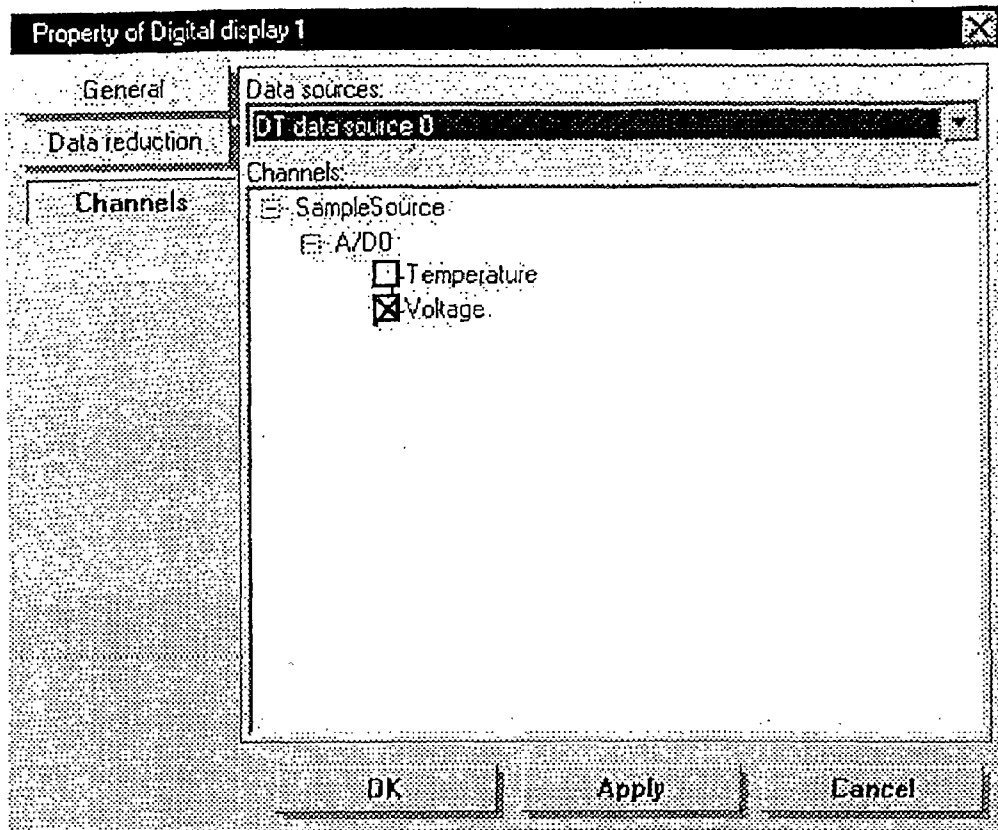 Property of Digital display 1
General
Data reduction
Channels
Data sources:
DT data source 0
Channels:
SampleSource
A/D0
Temperature
Voltage
OK
Apply
Cancel